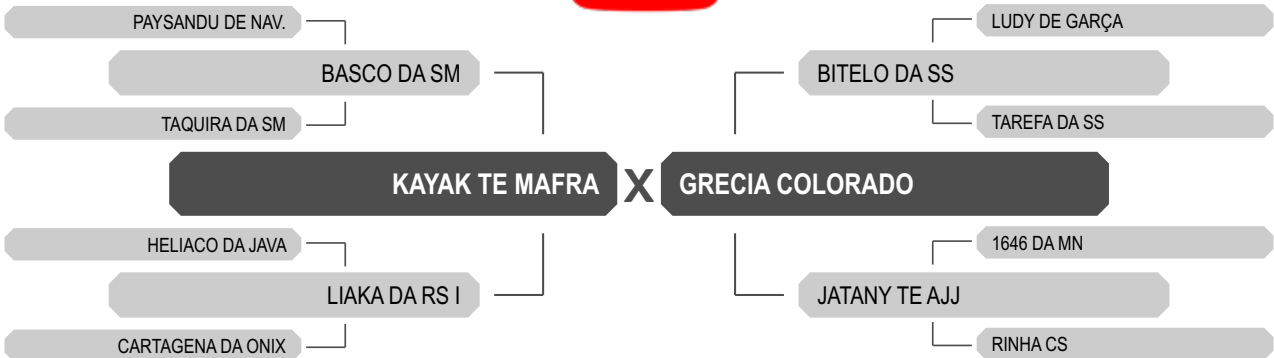 PAYSANDU DE NAV.
BASCO DA SM
TAQUIRA DA SM
LUDY DE GARÇA
BITELO DA SS
TAREFA DA SS
KAYAK TE MAFRA X GRECIA COLORADO
HELIACO DA JAVA
LIAKA DA RS I
CARTAGENA DA ONIX
1646 DA MN
JATANY TE AJJ
RINHA CS